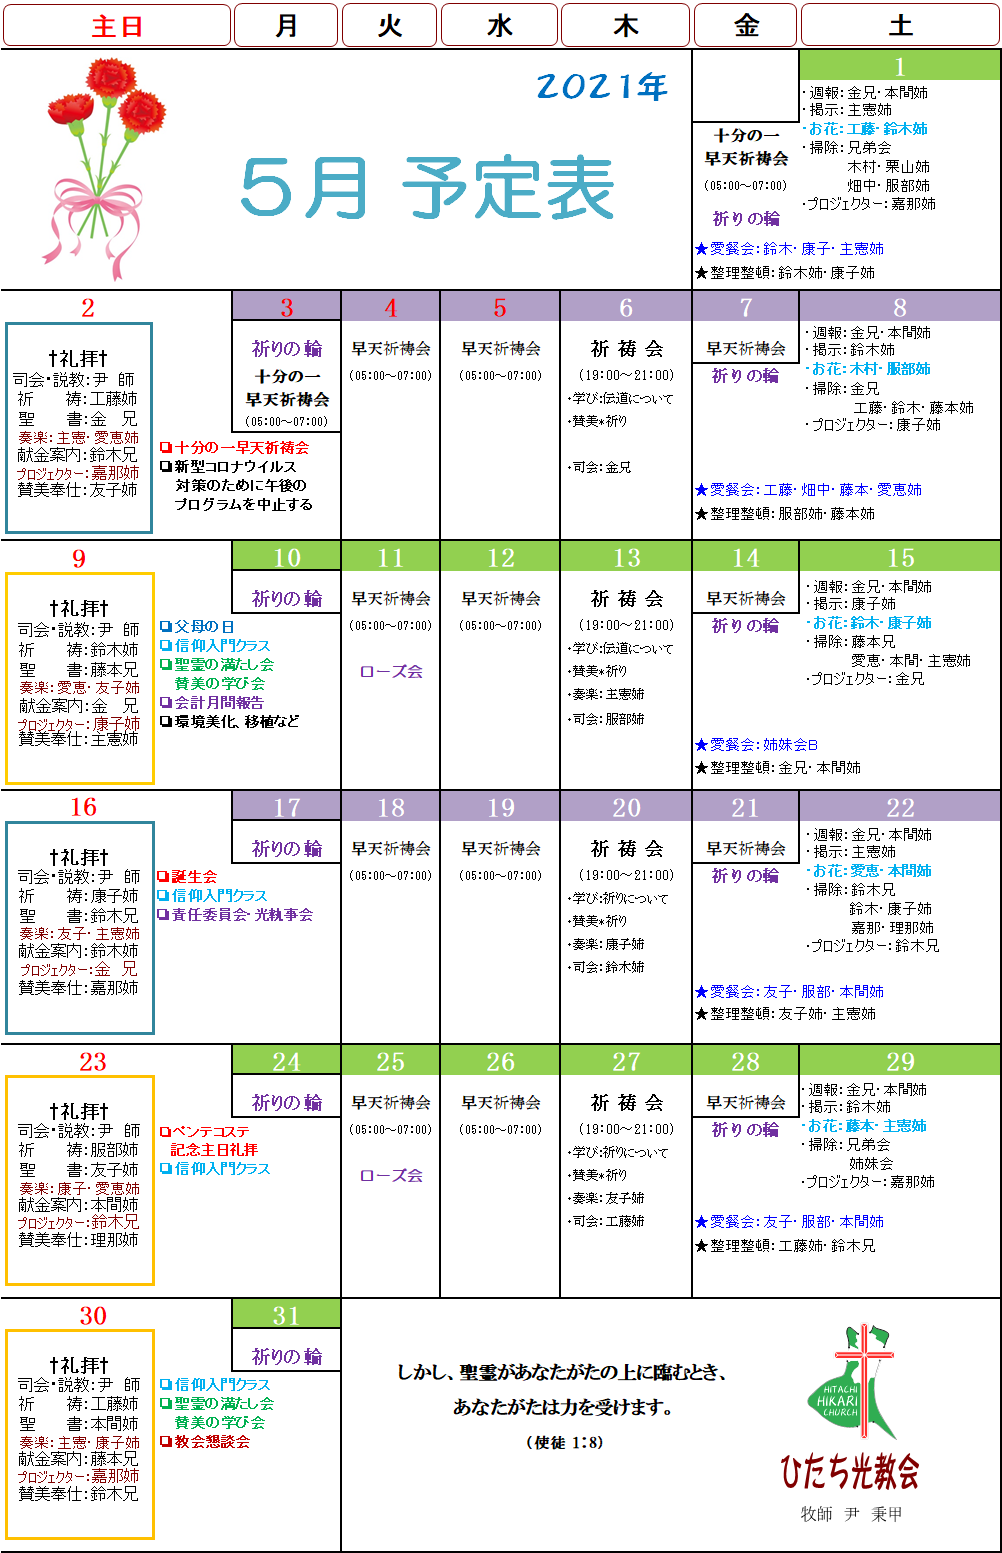 主日 月 火 水 木 金 土
2021年
5月 予定表
十分の一
早天祈祷会
(05:00～07:00)
祈りの輪
1
・週報：金兄・本間姉
・掲示：主憲姉
・お花：工藤・鈴木姉
・掃除：兄弟会
木村・栗山姉
畑中・服部姉
・プロジェクター：嘉那姉
★愛餐会：鈴木・康子・主憲姉
★整理整頓：鈴木姉・康子姉
2
†礼拝†
司会・説教：尹 師
祈 祷：工藤姉
聖 書：金 兄
奏楽：主憲・愛恵姉
献金案内：鈴木兄
プロジェクター：嘉那姉
賛美奉仕：友子姉
3
祈りの輪
十分の一
早天祈祷会
(05:00～07:00)
❑十分の一早天祈祷会
❑新型コロナウイルス
対策のために午後の
プログラムを中止する
4
早天祈祷会
(05:00～07:00)
5
早天祈祷会
(05:00～07:00)
6
祈 祷 会
(19:00～21:00)
・学び：伝道について
・賛美*祈り
・司会：金兄
7
早天祈祷会
祈りの輪
8
・週報：金兄・本間姉
・掲示：鈴木姉
・お花：木村・服部姉
・掃除：金兄
工藤・鈴木・藤本姉
・プロジェクター：康子姉
★愛餐会：工藤・畑中・藤本・愛恵姉
★整理整頓：服部姉・藤本姉
9
†礼拝†
司会・説教：尹 師
祈 祷：鈴木姉
聖 書：藤本兄
奏楽：愛恵・友子姉
献金案内：金 兄
プロジェクター：康子姉
賛美奉仕：主憲姉
10
祈りの輪
❑父母の日
❑信仰入門クラス
❑聖霊の満たし会
賛美の学び会
❑会計月間報告
❑環境美化、移植など
11
早天祈祷会
(05:00～07:00)
ローズ会
12
早天祈祷会
(05:00～07:00)
13
祈 祷 会
(19:00～21:00)
・学び：伝道について
・賛美*祈り
・奏楽：主憲姉
・司会：服部姉
14
早天祈祷会
祈りの輪
15
・週報：金兄・本間姉
・掲示：康子姉
・お花：鈴木・康子姉
・掃除：藤本兄
愛恵・本間・主憲姉
・プロジェクター：金兄
★愛餐会：姉妹会B
★整理整頓：金兄・本間姉
16
†礼拝†
司会・説教：尹 師
祈 祷：康子姉
聖 書：鈴木兄
奏楽：友子・主憲姉
献金案内：鈴木姉
プロジェクター：金 兄
賛美奉仕：嘉那姉
17
祈りの輪
❑誕生会
❑信仰入門クラス
❑責任委員会・光執事会
18
早天祈祷会
(05:00～07:00)
19
早天祈祷会
(05:00～07:00)
20
祈 祷 会
(19:00～21:00)
・学び：祈りについて
・賛美*祈り
・奏楽：康子姉
・司会：鈴木姉
21
早天祈祷会
祈りの輪
22
・週報：金兄・本間姉
・掲示：主憲姉
・お花：愛恵・本間姉
・掃除：鈴木兄
鈴木・康子姉
嘉那・理那姉
・プロジェクター：鈴木兄
★愛餐会：友子・服部・本間姉
★整理整頓：友子姉・主憲姉
23
†礼拝†
司会・説教：尹 師
祈 祷：服部姉
聖 書：友子姉
奏楽：康子・愛恵姉
献金案内：本間姉
プロジェクター：鈴木兄
賛美奉仕：理那姉
24
祈りの輪
❑ペンテコステ
記念主日礼拝
❑信仰入門クラス
25
早天祈祷会
(05:00～07:00)
ローズ会
26
早天祈祷会
(05:00～07:00)
27
祈 祷 会
(19:00～21:00)
・学び：祈りについて
・賛美*祈り
・奏楽：友子姉
・司会：工藤姉
28
早天祈祷会
祈りの輪
29
・週報：金兄・本間姉
・掲示：鈴木姉
・お花：藤本・主憲姉
・掃除：兄弟会
姉妹会
・プロジェクター：嘉那姉
★愛餐会：友子・服部・本間姉
★整理整頓：工藤姉・鈴木兄
30
†礼拝†
司会・説教：尹 師
祈 祷：工藤姉
聖 書：本間姉
奏楽：主憲・康子姉
献金案内：藤本兄
プロジェクター：嘉那姉
賛美奉仕：鈴木兄
31
祈りの輪
❑信仰入門クラス
❑聖霊の満たし会
賛美の学び会
❑教会懇談会
しかし、聖霊があなたがたの上に臨むとき、
あなたがたは力を受けます。
(使徒 1:8)
HITACHI
HIKARI
CHURCH
ひたち光教会
牧師 尹 秉甲